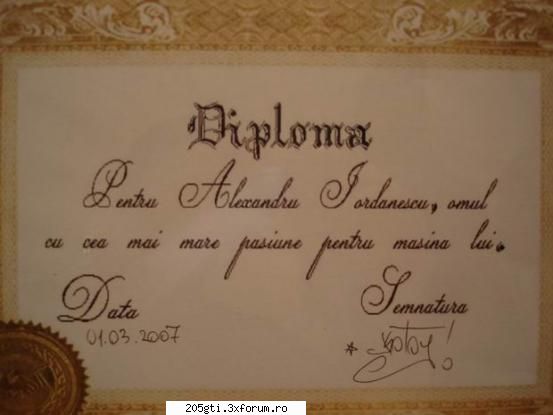 Diploma
Pentru Alexandru Iordanescu, omul
cu cea mai mare pasiune pentru masina lui.
Data
Semnatura
01.03.2007
205gti.3xforum.ro